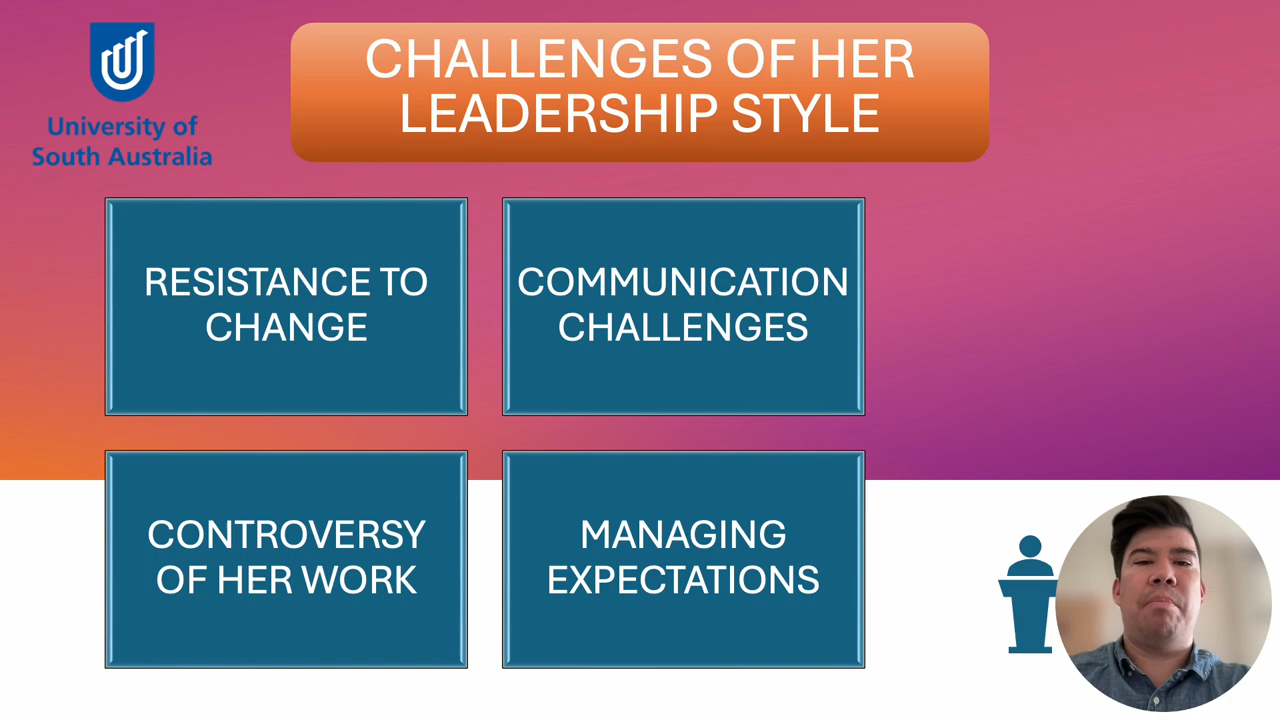 University of
South Australia
CHALLENGES OF HER
LEADERSHIP STYLE
RESISTANCE TO
CHANGE
COMMUNICATION
CHALLENGES
CONTROVERSY
OF HER WORK
MANAGING
EXPECTATIONS